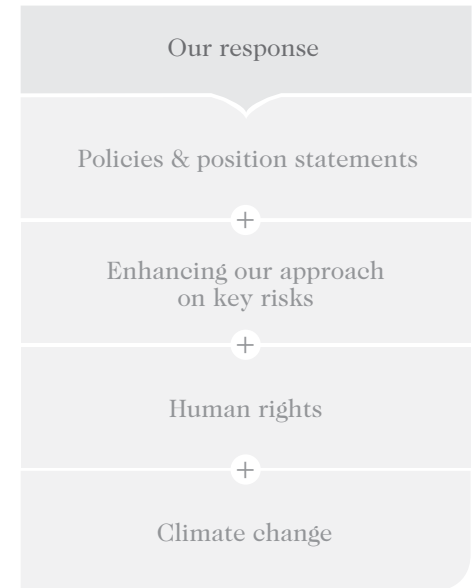 Our response
Policies & position statements
+
Enhancing our approach
on key risks
+
Human rights
+
Climate change